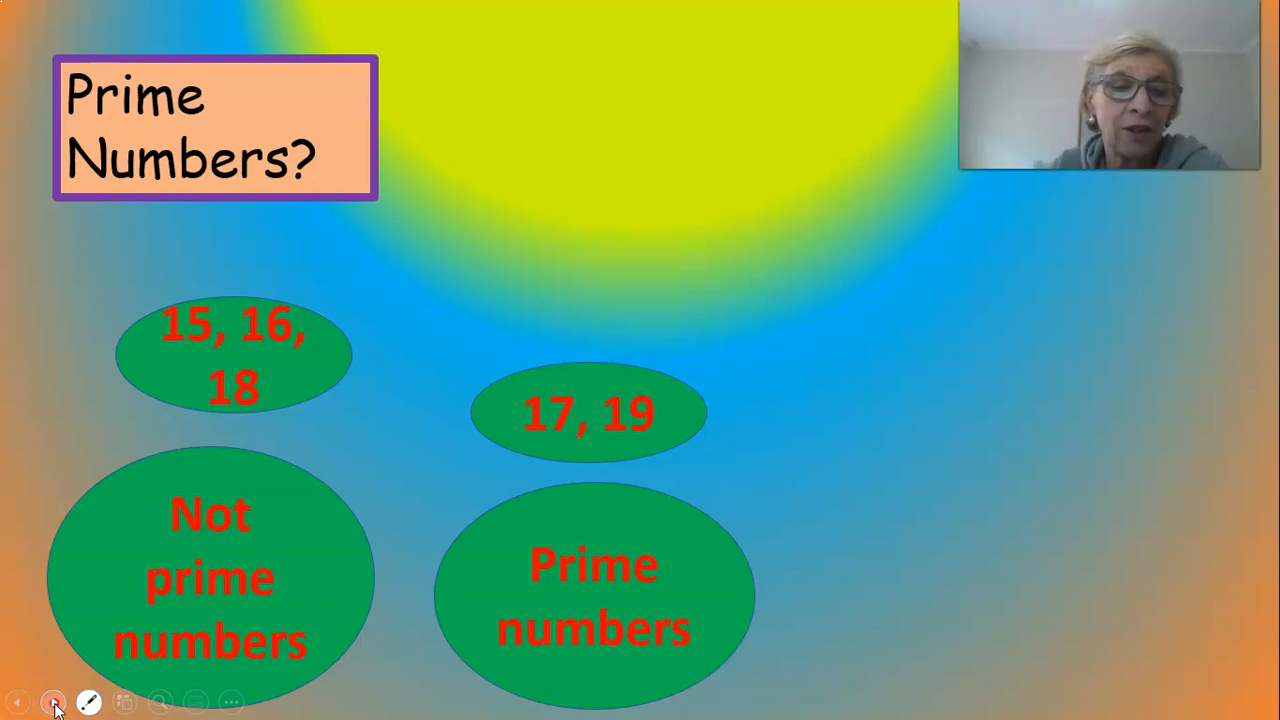 Prime
Numbers?
15, 16,
18
17, 19
Not
prime
numbers
Prime
numbers